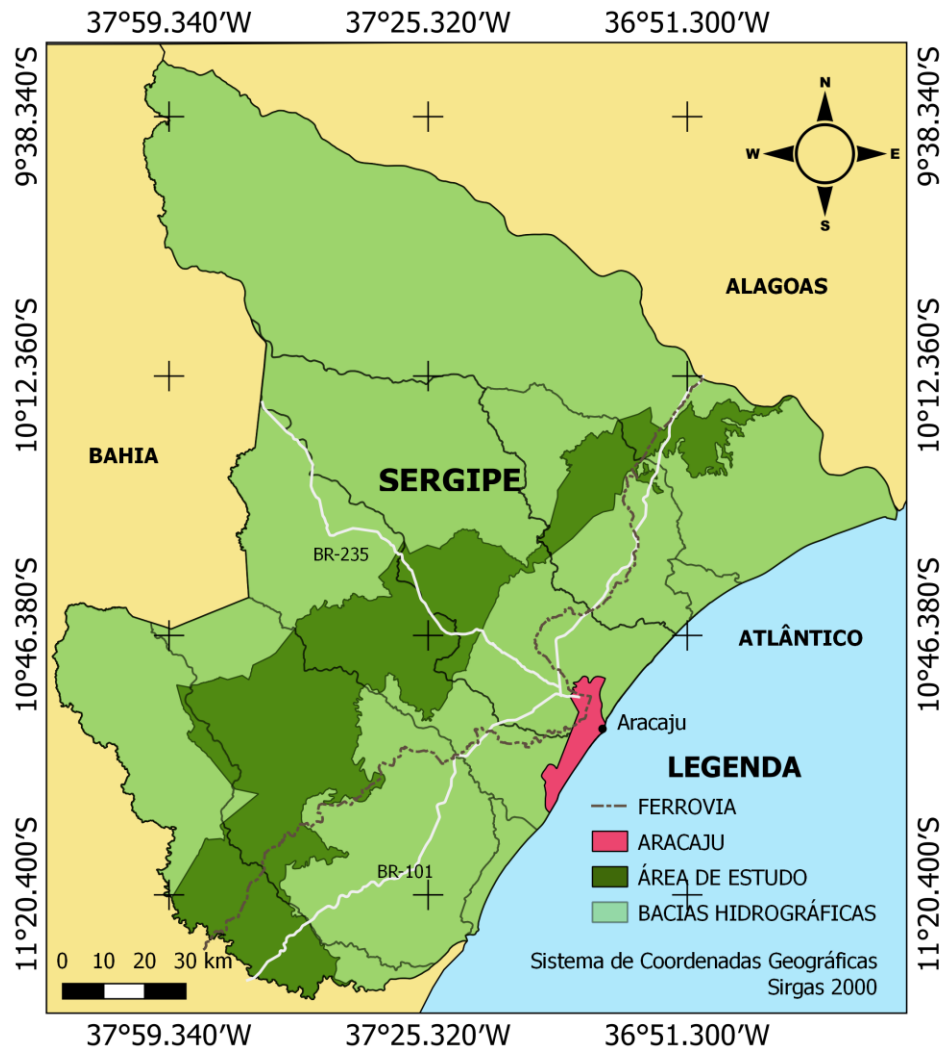 37°59.340′W 37°25.320′W 36°51.300′W
9°38.340′S 9°38.340′S
N
W E
S
ALAGOAS
10°12.360′S 10°12.360′S
BAHIA
SERGIPE
BR-235
ATLÂNTICO
10°46.380′S 10°46.380′S
Aracaju
LEGENDA
FERROVIA
ARACAJU
BR-101
ÁREA DE ESTUDO
BACIAS HIDROGRÁFICAS
11°20.400′S 11°20.400′S
0 10 20 30 km
Sistema de Coordenadas Geográficas
Sirgas 2000
37°59.340′W 37°25.320′W 36°51.300′W